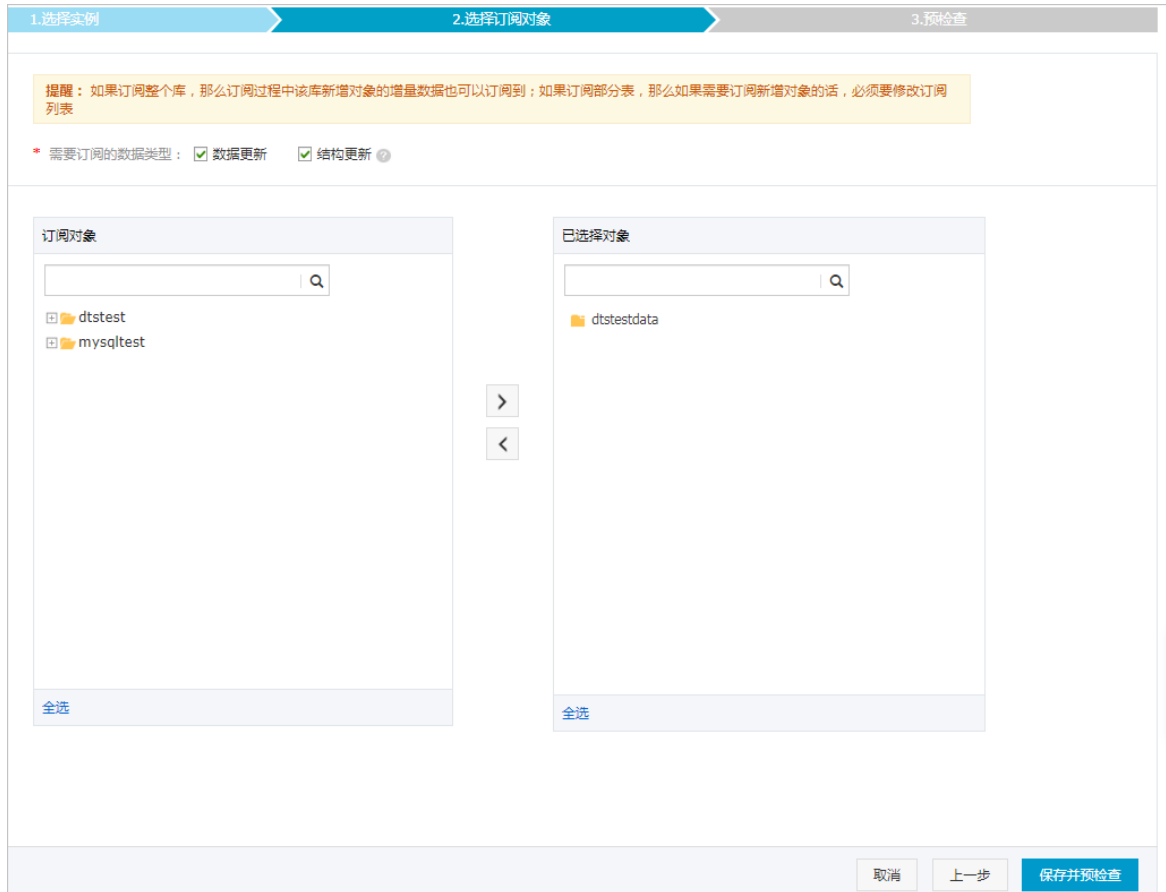 1.选择实例
2.选择订阅对象
3.预检查
提醒：如果订阅整个库，那么订阅过程中该库新增对象的增量数据也可以订阅到；如果订阅部分表，那么如果需要订阅新增对象的话，必须要修改订阅
列表
* 需要订阅的数据类型： 数据更新 结构更新 ?
订阅对象
dtstest
mysqltest
全选
已选择对象
dtstestdata
全选
取消
上一步
保存并预检查